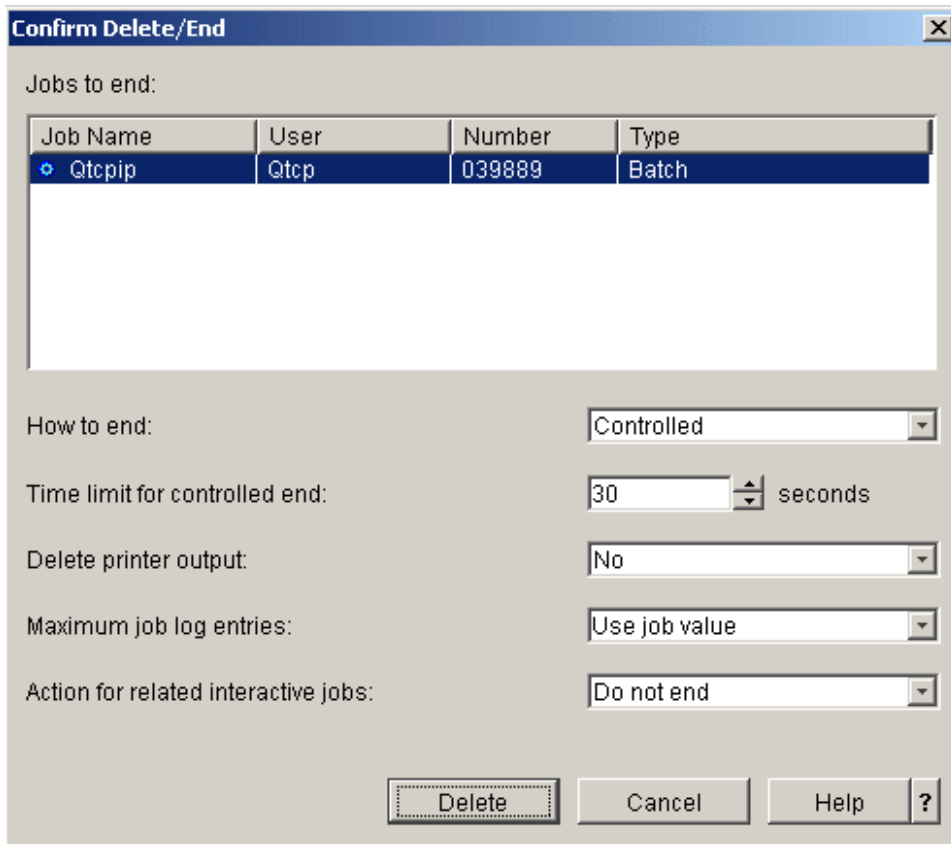 Confirm Delete/End
Jobs to end:
Job Name User Number Type
Qtcpip Qtcp 039889 Batch
How to end: Controlled
Time limit for controlled end: 30 seconds
Delete printer output: No
Maximum job log entries: Use job value
Action for related interactive jobs: Do not end
Delete Cancel Help ?